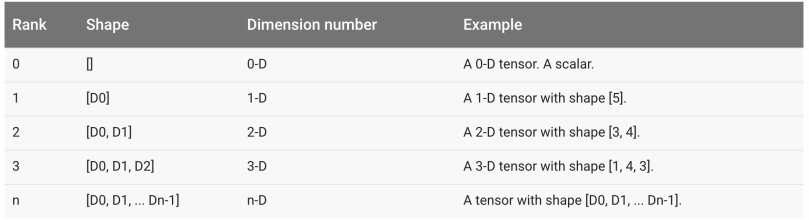 Rank Shape Dimension number Example
0 [] 0-D A 0-D tensor. A scalar.
1 [D0] 1-D A 1-D tensor with shape [5].
2 [D0, D1] 2-D A 2-D tensor with shape [3, 4].
3 [D0, D1, D2] 3-D A 3-D tensor with shape [1, 4, 3].
n [D0, D1, ... Dn-1] n-D A tensor with shape [D0, D1, ... Dn-1].